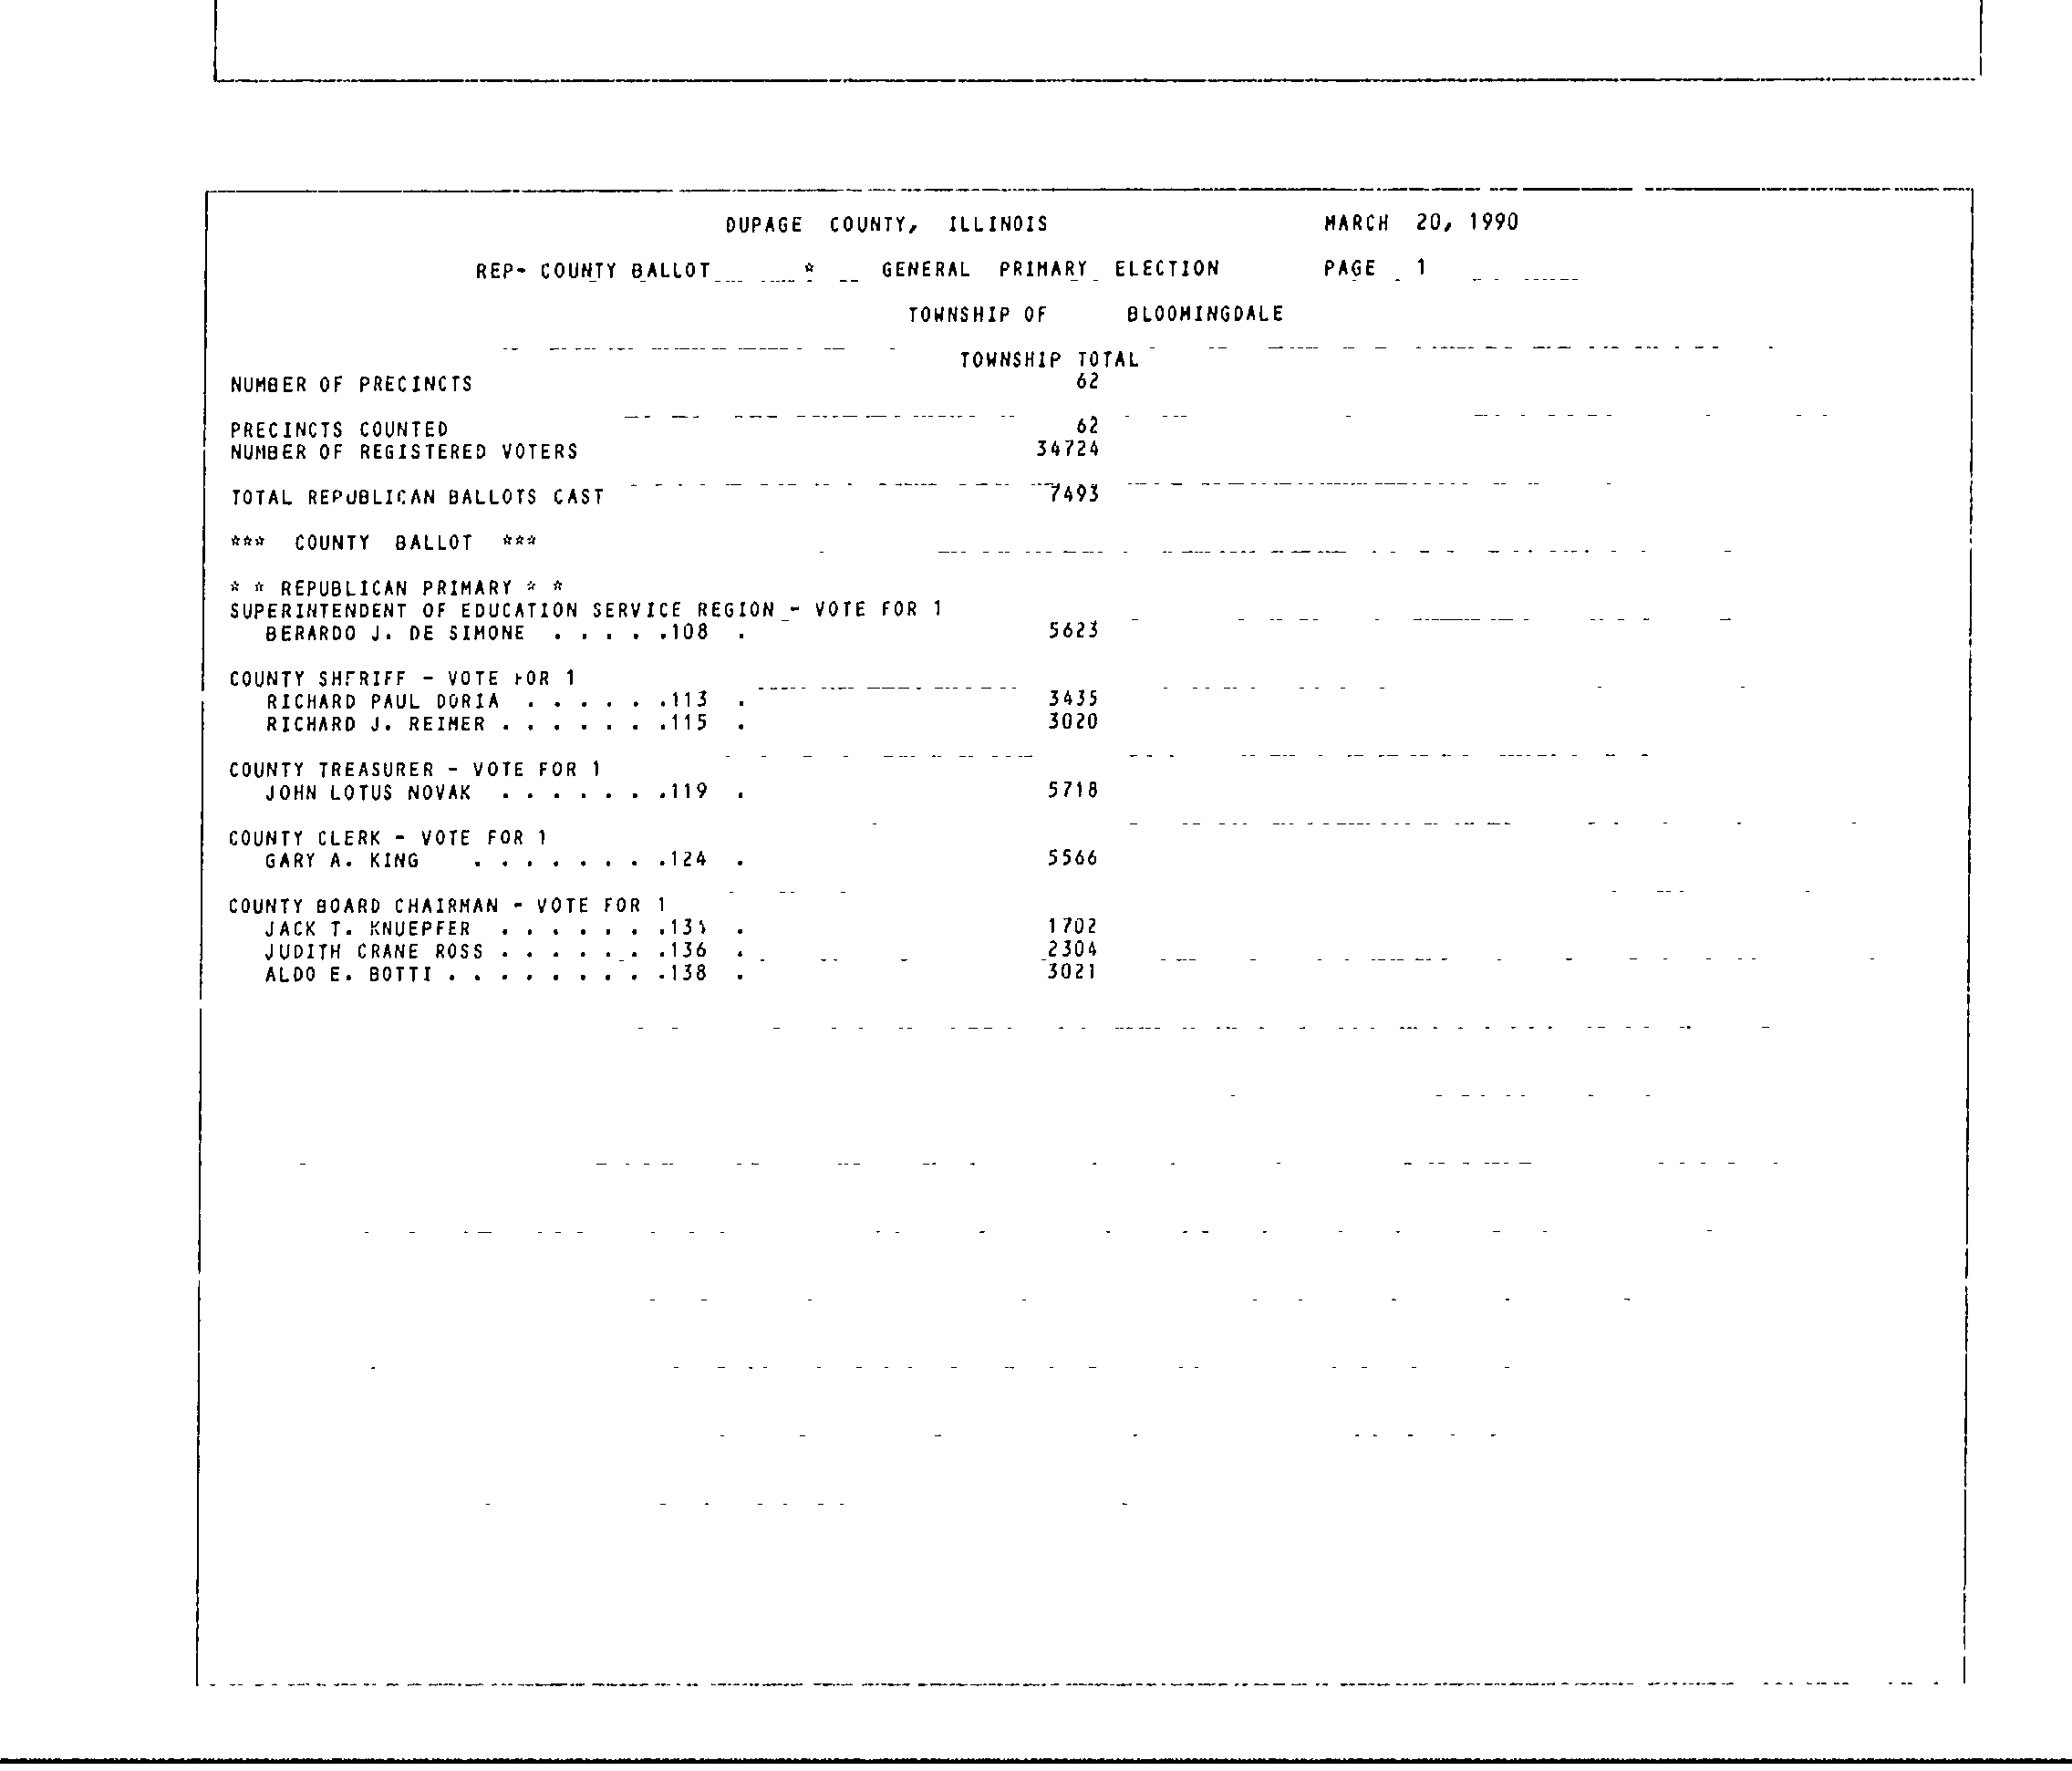 DUPAGE COUNTY, ILLINOIS MARCH 20, 1990
REP- COUNTY BALLOT * GENERAL PRIMARY ELECTION PAGE 1
TOWNSHIP OF BLOOMINGDALE
TOWNSHIP TOTAL
NUMBER OF PRECINCTS 62
PRECINCTS COUNTED 62
NUMBER OF REGISTERED VOTERS 34724
TOTAL REPUBLICAN BALLOTS CAST 7493
*** COUNTY BALLOT ***
* * REPUBLICAN PRIMARY * *
SUPERINTENDENT OF EDUCATION SERVICE REGION - VOTE FOR 1
BERARDO J. DE SIMONE . . . . .108 . 5623
COUNTY SHERIFF - VOTE FOR 1
RICHARD PAUL DORIA . . . . . .113 . 3435
RICHARD J. REIMER . . . . . . .115 . 3020
COUNTY TREASURER - VOTE FOR 1
JOHN LOTUS NOVAK . . . . . . .119 . 5718
COUNTY CLERK - VOTE FOR 1
GARY A. KING . . . . . . . .124 . 5566
COUNTY BOARD CHAIRMAN - VOTE FOR 1
JACK T. KNUEPFER . . . . . . . . 1702
JUDITH CRANE ROSS . . . . . . .136 . 2304
ALDO E. BOTTI . . . . . . . . .138 . 3021